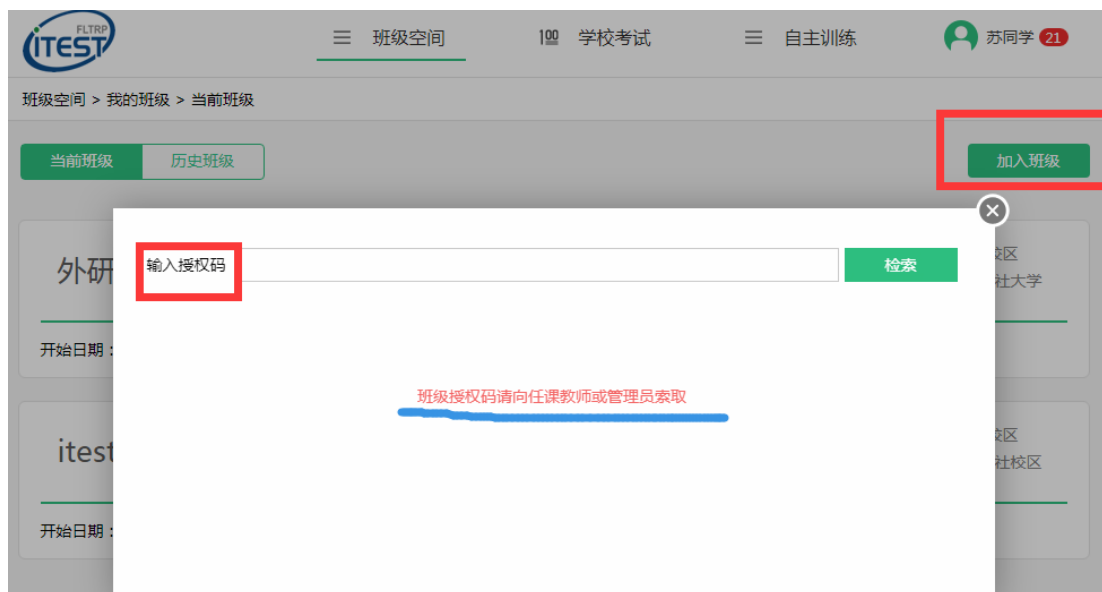 FLTRP
iTEST
班级空间
100 学校考试
自主训练
苏同学 21
班级空间 > 我的班级 > 当前班级
当前班级
历史班级
加入班级
输入授权码
检索
外研
校区
社大学
开始日期：
班级授权码请向任课教师或管理员索取
itest
校区
社校区
开始日期：